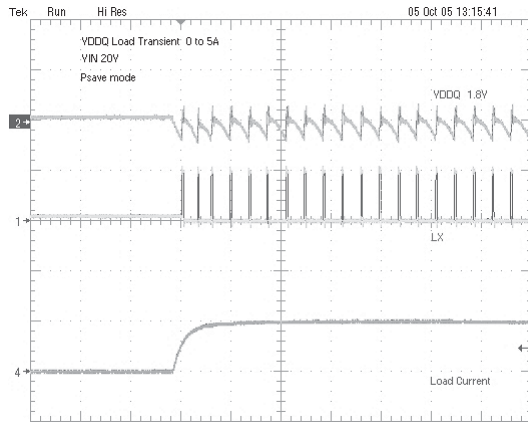 Tek Run Hi Res 05 Oct 05 13:15:41
VDDQ Load Transient 0 to 5A
VIN 20V
Psave mode
VDDQ 1.8V
2
1
LX
4
Load Current